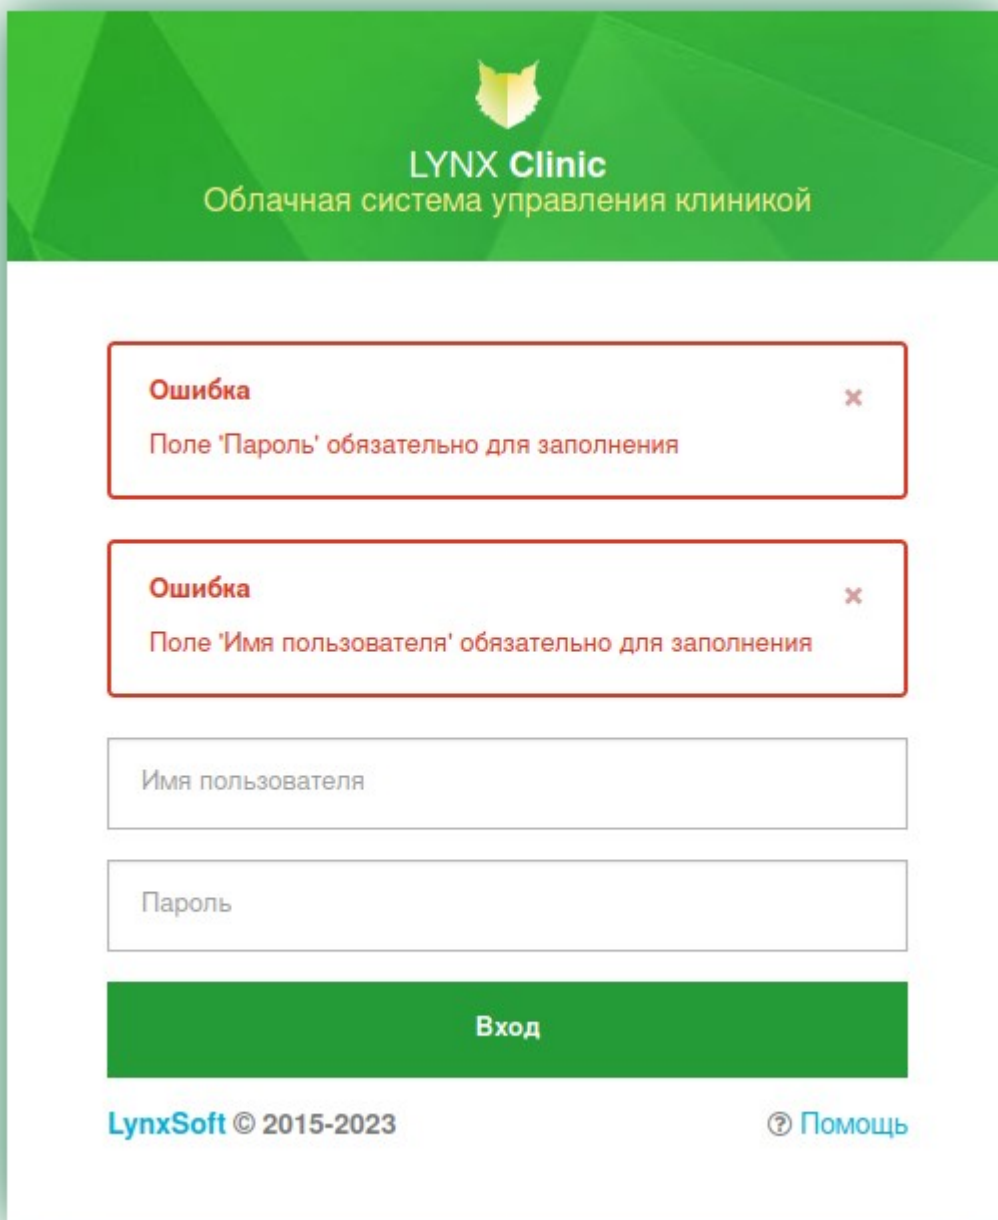 LYNX Clinic
Облачная система управления клиникой
Ошибка
Поле 'Пароль' обязательно для заполнения
Ошибка
Поле 'Имя пользователя' обязательно для заполнения
Имя пользователя
Пароль
Вход
LynxSoft © 2015-2023
Помощь